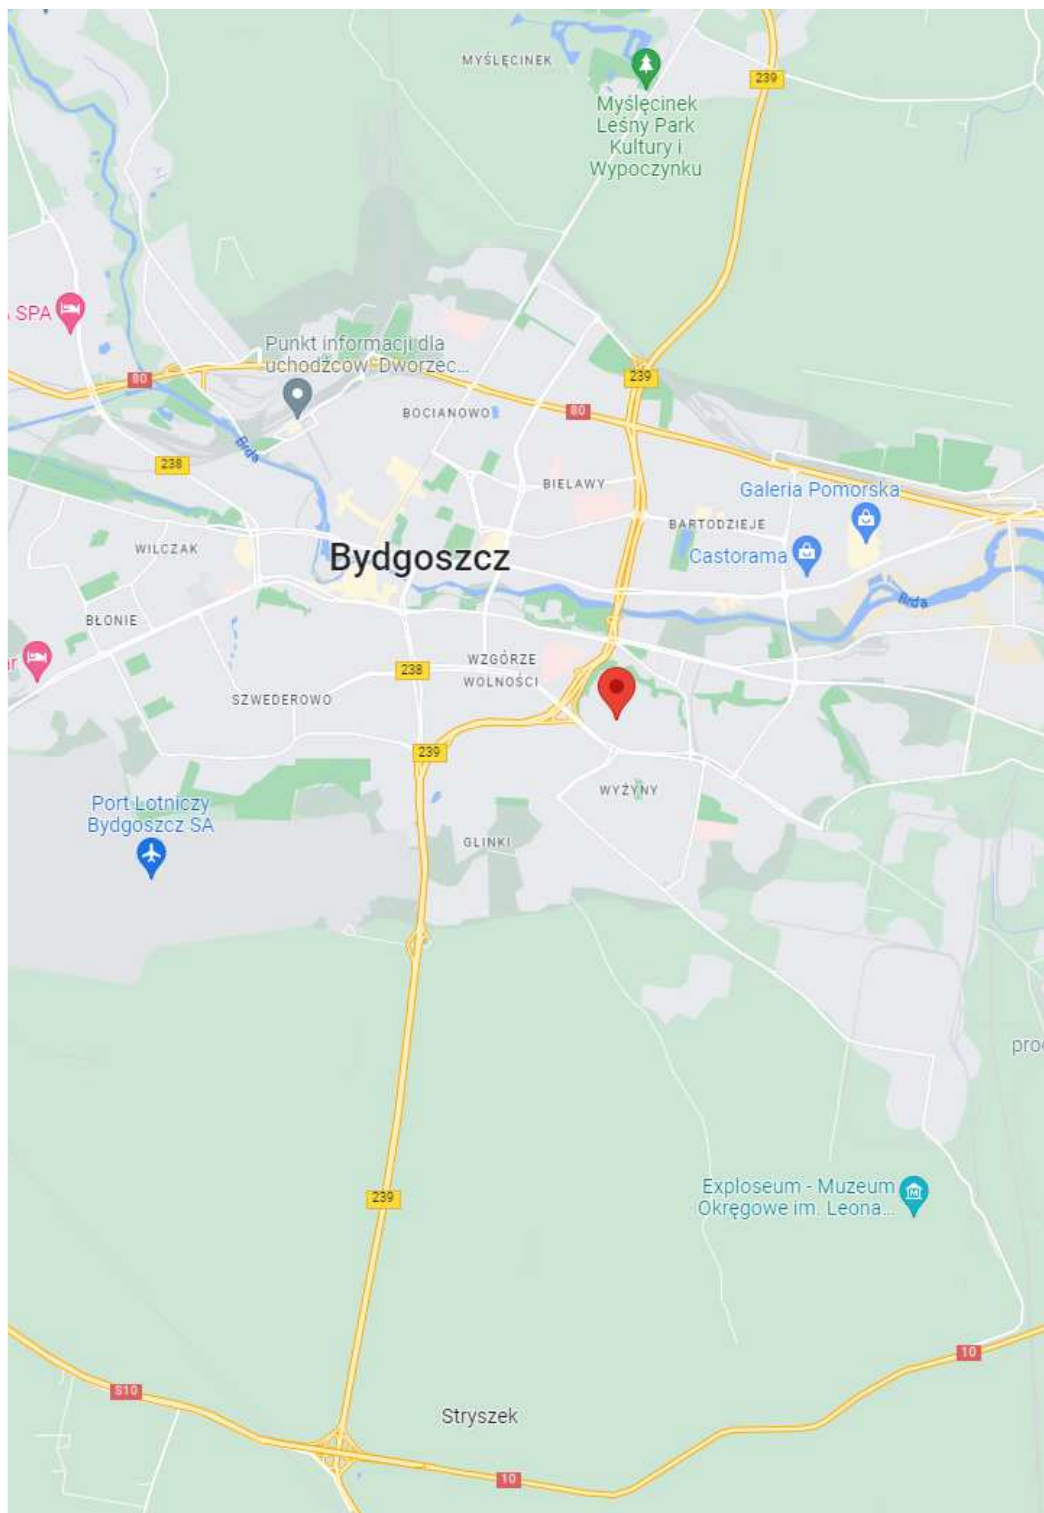 MYŚLĘCINEK
239
Myślęcinek
Leśny Park
Kultury i
Wypoczynku
SPA
Punkt informacji dla
uchodźców "Dworzec...
80
239
BOCIANOWO
80
Brda
238
BIELAWY
Galeria Pomorska
BARTODZIEJE
WILCZAK
Bydgoszcz
Castorama
Brda
BŁONIE
WZGÓRZE
WOLNOŚCI
238
SZWEDEROWO
239
WYŻYNY
Port Lotniczy
Bydgoszcz SA
GLINKI
Exploseum - Muzeum
Okręgowe im. Leona...
239
10
S10
Stryszek
10